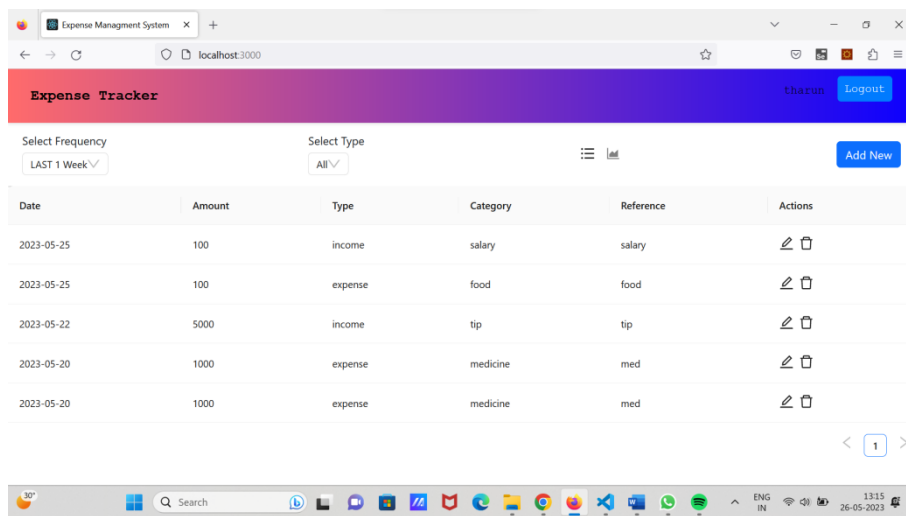 Expense Managment System
localhost:3000
Expense Tracker
tharun
Logout
Select Frequency
Select Type
LAST 1 Week
All
Add New
Date Amount Type Category Reference Actions
2023-05-25 100 income salary salary
2023-05-25 100 expense food food
2023-05-22 5000 income tip tip
2023-05-20 1000 expense medicine med
2023-05-20 1000 expense medicine med
1
30°
Search
ENG
IN
13:15
26-05-2023